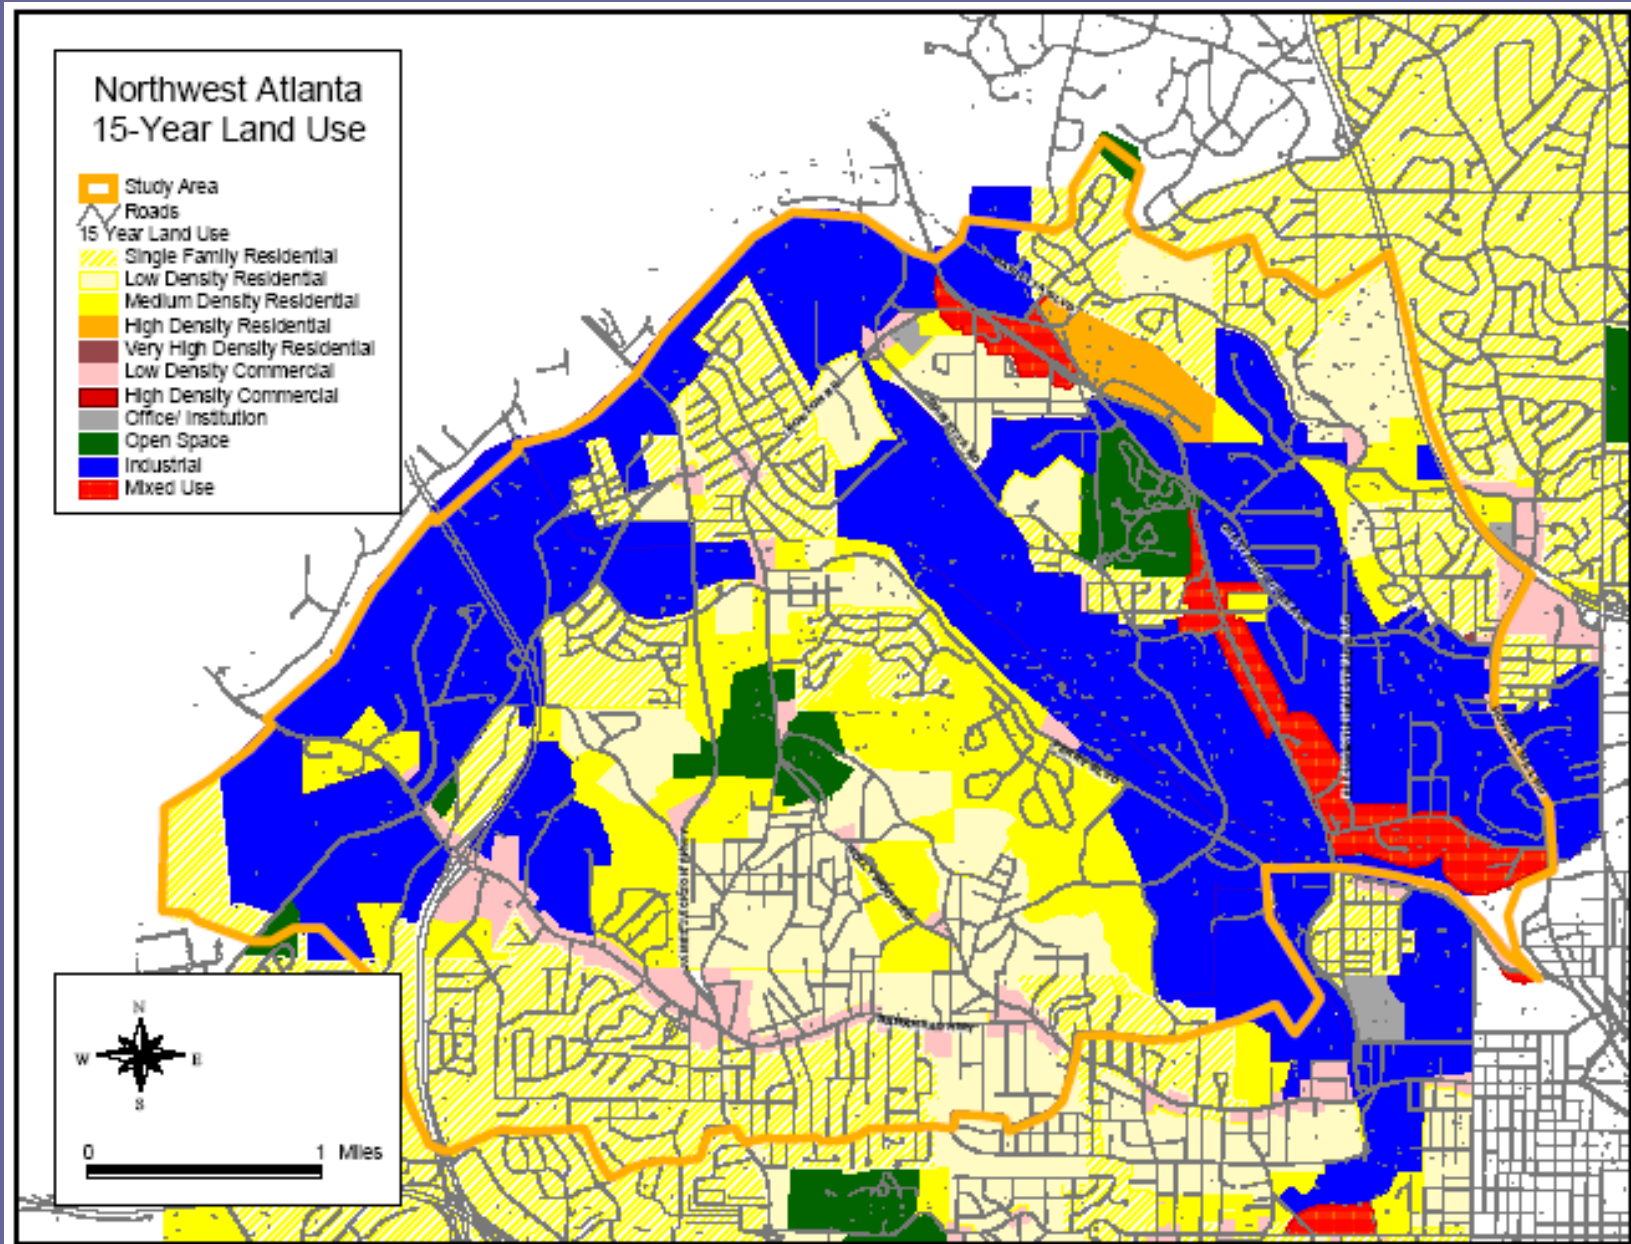 Northwest Atlanta
15-Year Land Use
Study Area
Roads
15 Year Land Use
Single Family Residential
Low Density Residential
Medium Density Residential
High Density Residential
Very High Density Residential
Low Density Commercial
High Density Commercial
Office/ Institution
Open Space
Industrial
Mixed Use
N
W
E
S
0
1 Miles